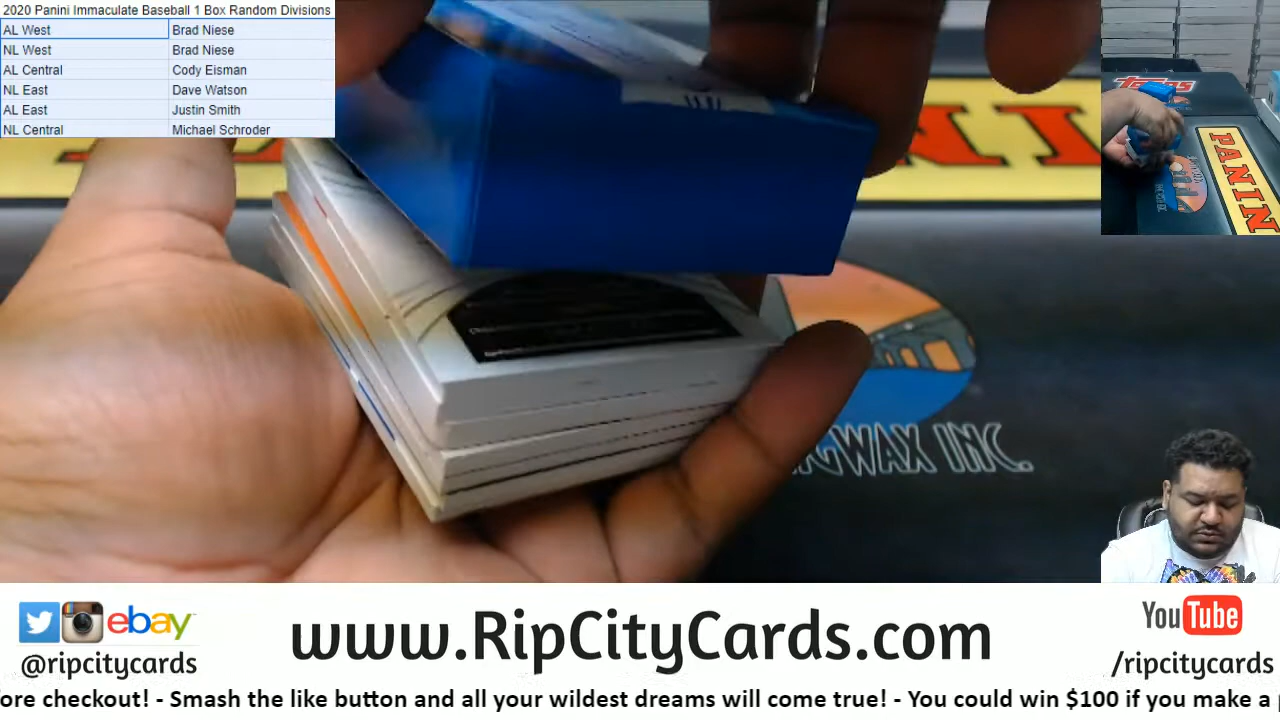 2020 Panini Immaculate Baseball 1 Box Random Divisions
AL West Brad Niese
NL West Brad Niese
AL Central Cody Eisman
NL East Dave Watson
AL East Justin Smith
NL Central Michael Schroder
Topps
PANIN
WAX INC.
ebay
www.RipCityCards.com
YouTube
@ripcitycards
/ripcitycards
ore checkout! - Smash the like button and all your wildest dreams will come true! - You could win $100 if you make a